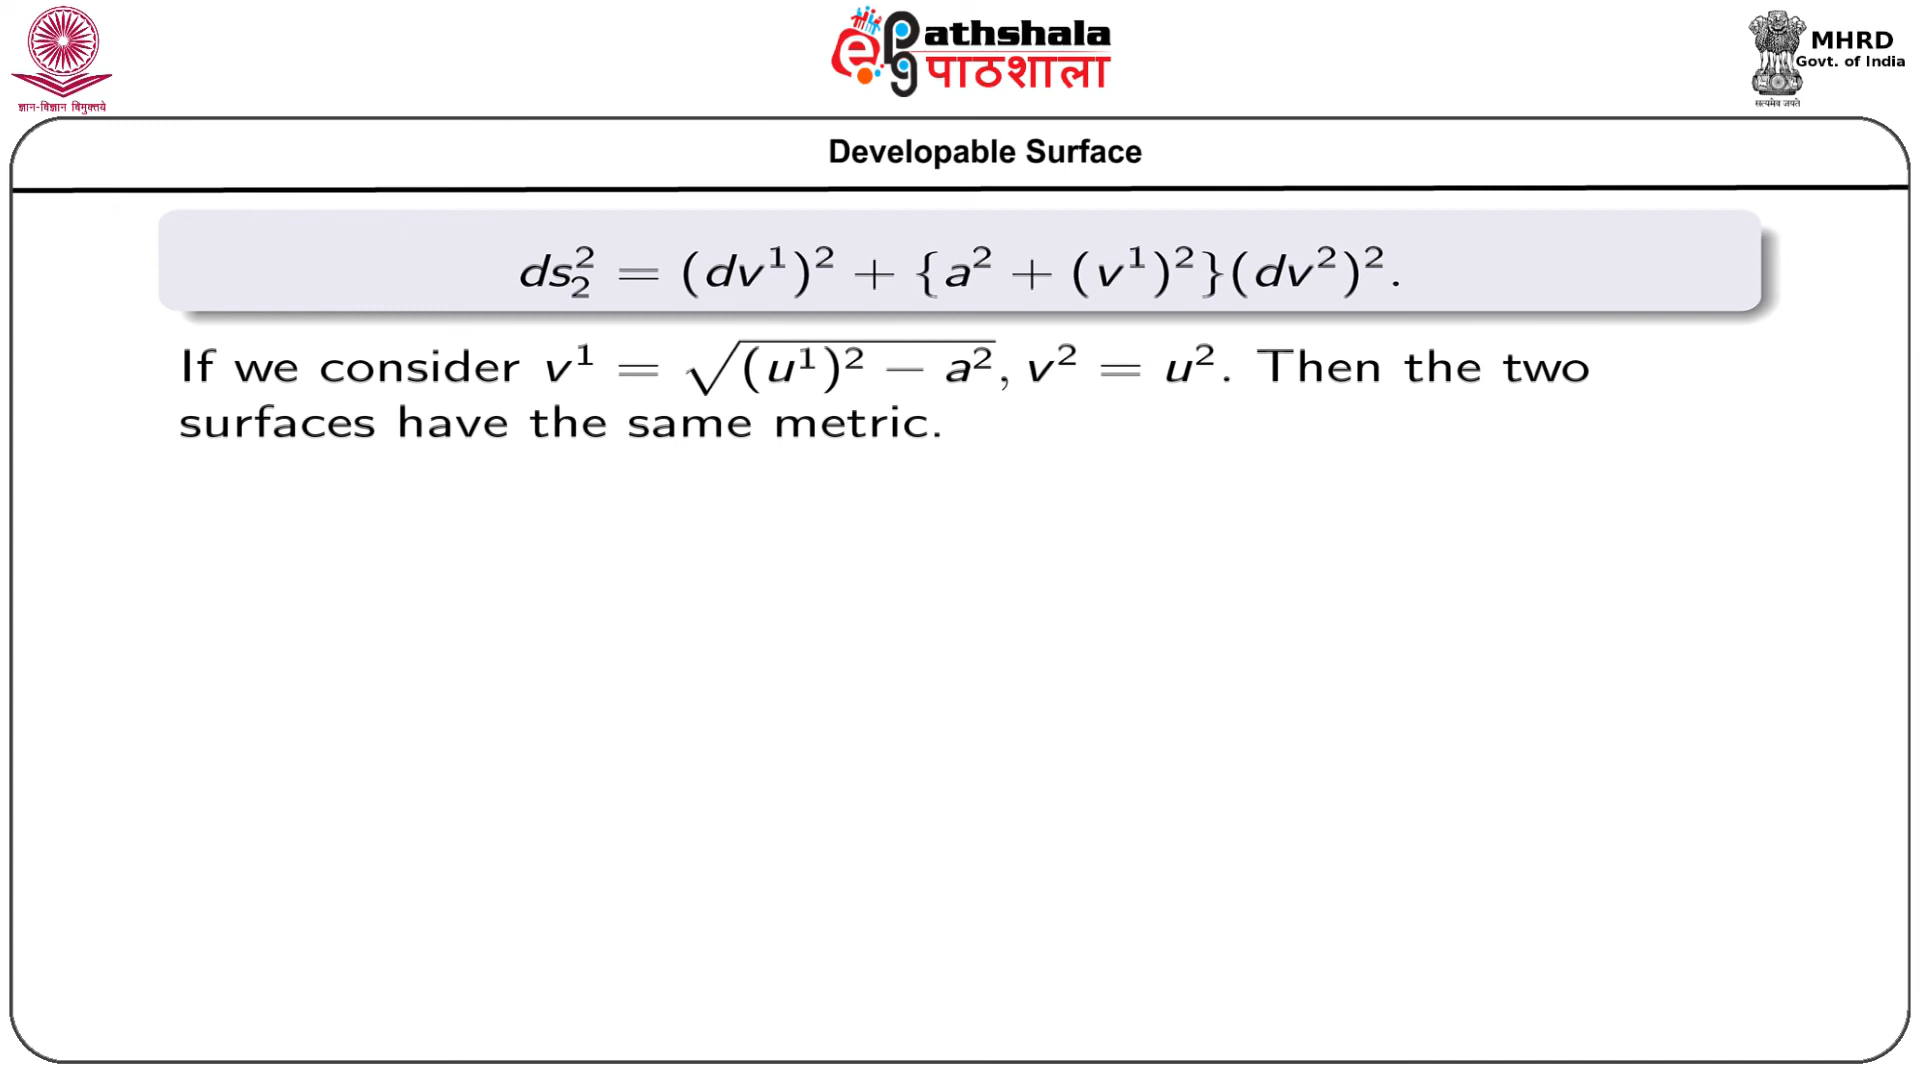 ज्ञान-विज्ञान विमुक्तये
ePG athshala
पाठशाला
MHRD
Govt. of India
सत्यमेव जयते
Developable Surface
$ds_2^2 = (dv^1)^2 + \{a^2 + (v^1)^2\}(dv^2)^2.$
If we consider $v^1 = \sqrt{(u^1)^2 - a^2}, v^2 = u^2$. Then the two
surfaces have the same metric.